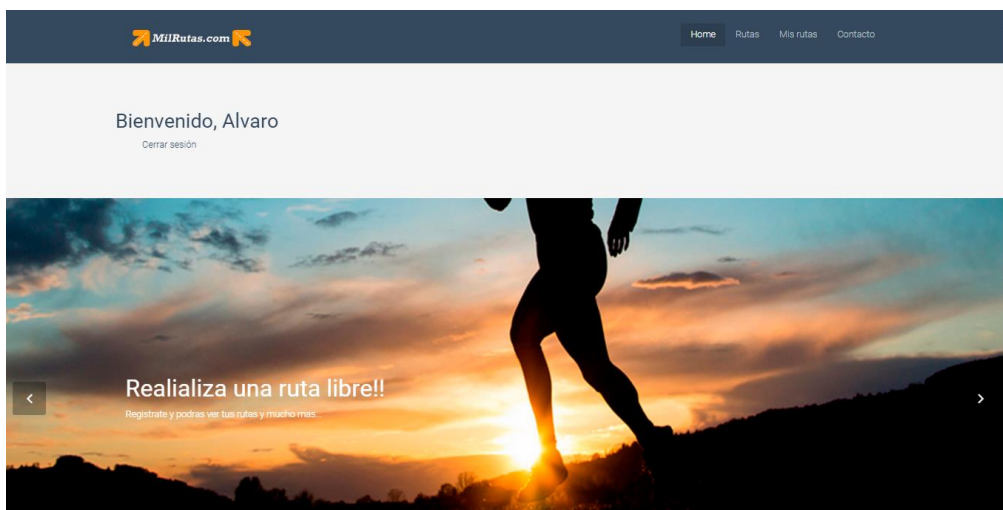 MilRutas.com
Home Rutas Mis rutas Contacto
Bienvenido, Alvaro
Cerrar sesión
Realializa una ruta libre!!
Registrate y podras ver tus rutas y mucho mas...